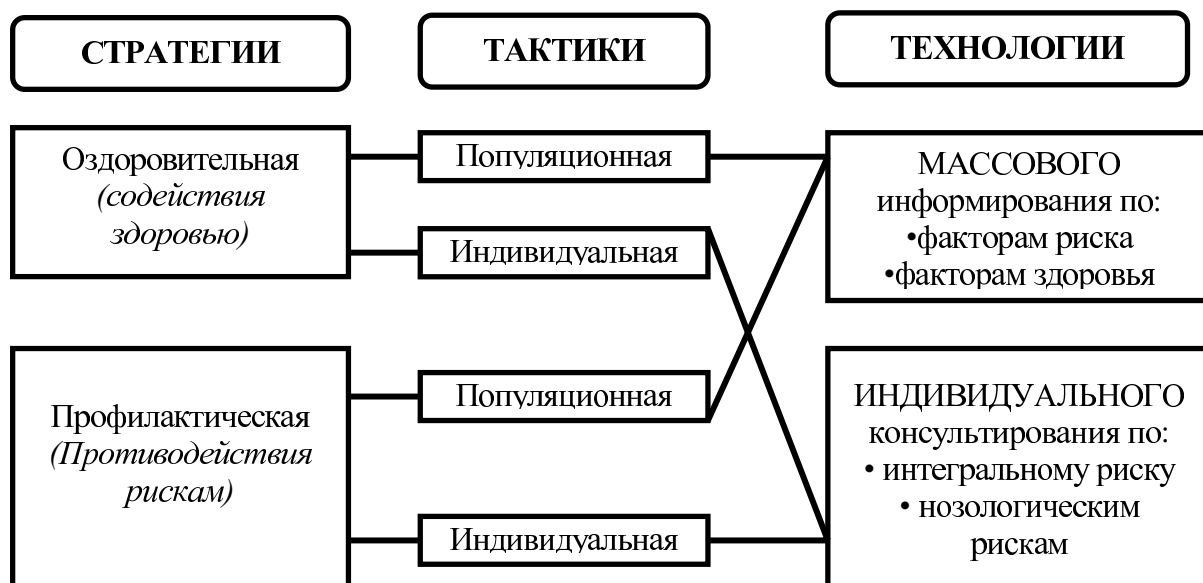 СТРАТЕГИИ
ТАКТИКИ
ТЕХНОЛОГИИ
Оздоровительная
(содействия
здоровью)
Популяционная
Индивидуальная
МАССОВОГО
информирования по:
•факторам риска
•факторам здоровья
Профилактическая
(Противодействия
рискам)
Популяционная
Индивидуальная
ИНДИВИДУАЛЬНОГО
консультирования по:
• интегральному риску
• нозологическим
рискам